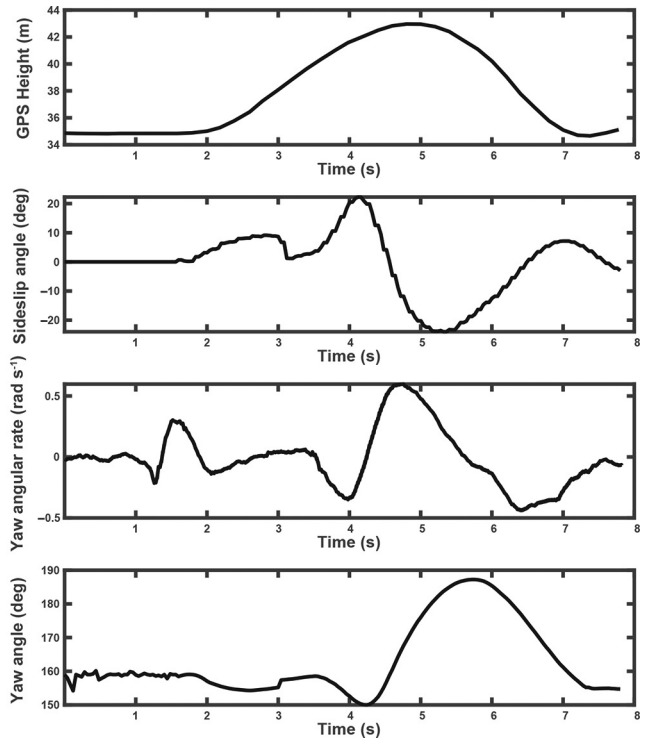 GPS Height (m)
44
42
40
38
36
34
1 2 3 4 5 6 7 8
Time (s)
Sideslip angle (deg)
20
10
0
–10
–20
1 2 3 4 5 6 7 8
Time (s)
Yaw angular rate (rad s⁻¹)
0.5
0
–0.5
1 2 3 4 5 6 7 8
Time (s)
Yaw angle (deg)
190
180
170
160
150
1 2 3 4 5 6 7 8
Time (s)